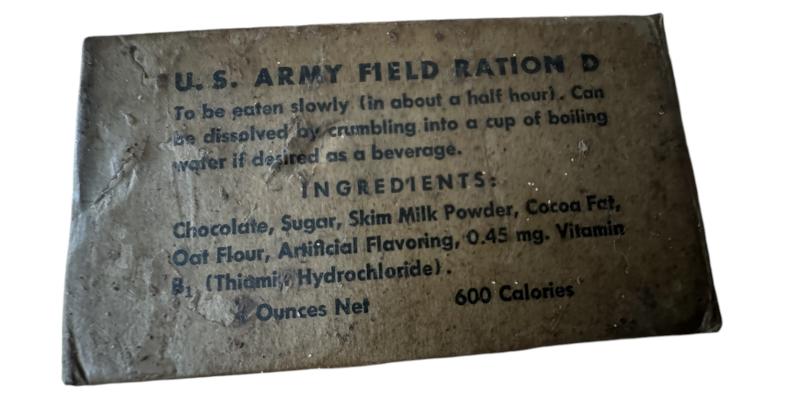 U. S. ARMY FIELD RATION D
To be eaten slowly (in about a half hour). Can
be dissolved by crumbling into a cup of boiling
water if desired as a beverage.
INGREDIENTS:
Chocolate, Sugar, Skim Milk Powder, Cocoa Fat,
Oat Flour, Artificial Flavoring, 0.45 mg. Vitamin
B₁ (Thiamin Hydrochloride).
4 Ounces Net 600 Calories